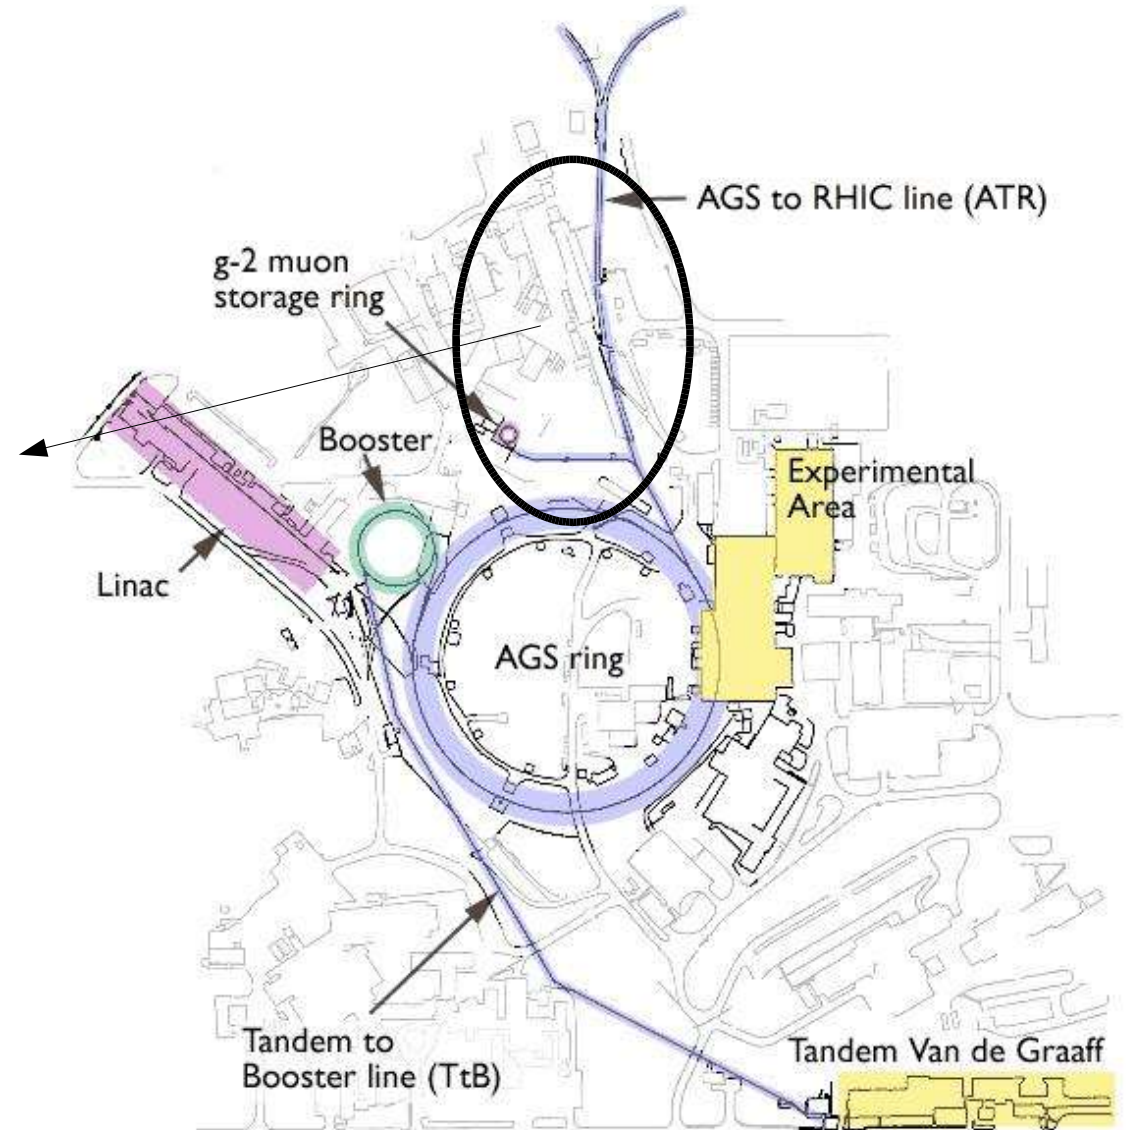 AGS to RHIC line (ATR)
g-2 muon
storage ring
Booster
Experimental
Area
Linac
AGS ring
Tandem to
Booster line (TtB)
Tandem Van de Graaff